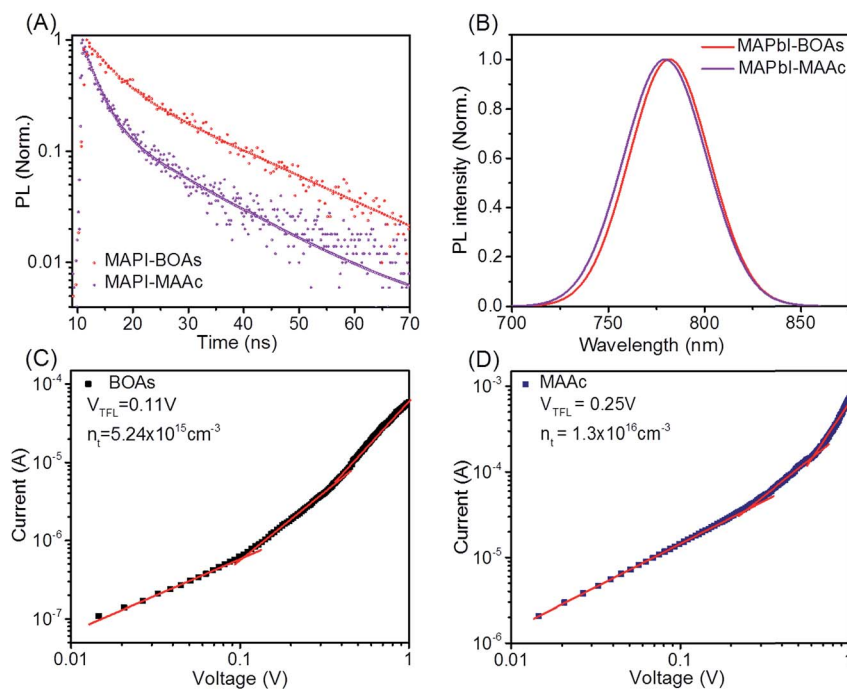 (A)
PL (Norm.)
1
0.1
0.01
MAPI-BOAs
MAPI-MAAc
10 20 30 40 50 60 70
Time (ns)
(B)
PL intensity (Norm.)
1.0
0.8
0.6
0.4
0.2
0.0
MAPbI-BOAs
MAPbI-MAAc
700 750 800 850
Wavelength (nm)
(C)
Current (A)
10⁻⁴
10⁻⁵
10⁻⁶
10⁻⁷
BOAs
V_TFL=0.11V
n_t=5.24x10¹⁵cm⁻³
0.01 0.1 1
Voltage (V)
(D)
Current (A)
10⁻³
10⁻⁴
10⁻⁵
10⁻⁶
MAAc
V_TFL = 0.25V
n_t = 1.3x10¹⁶cm⁻³
0.01 0.1 1
Voltage (V)